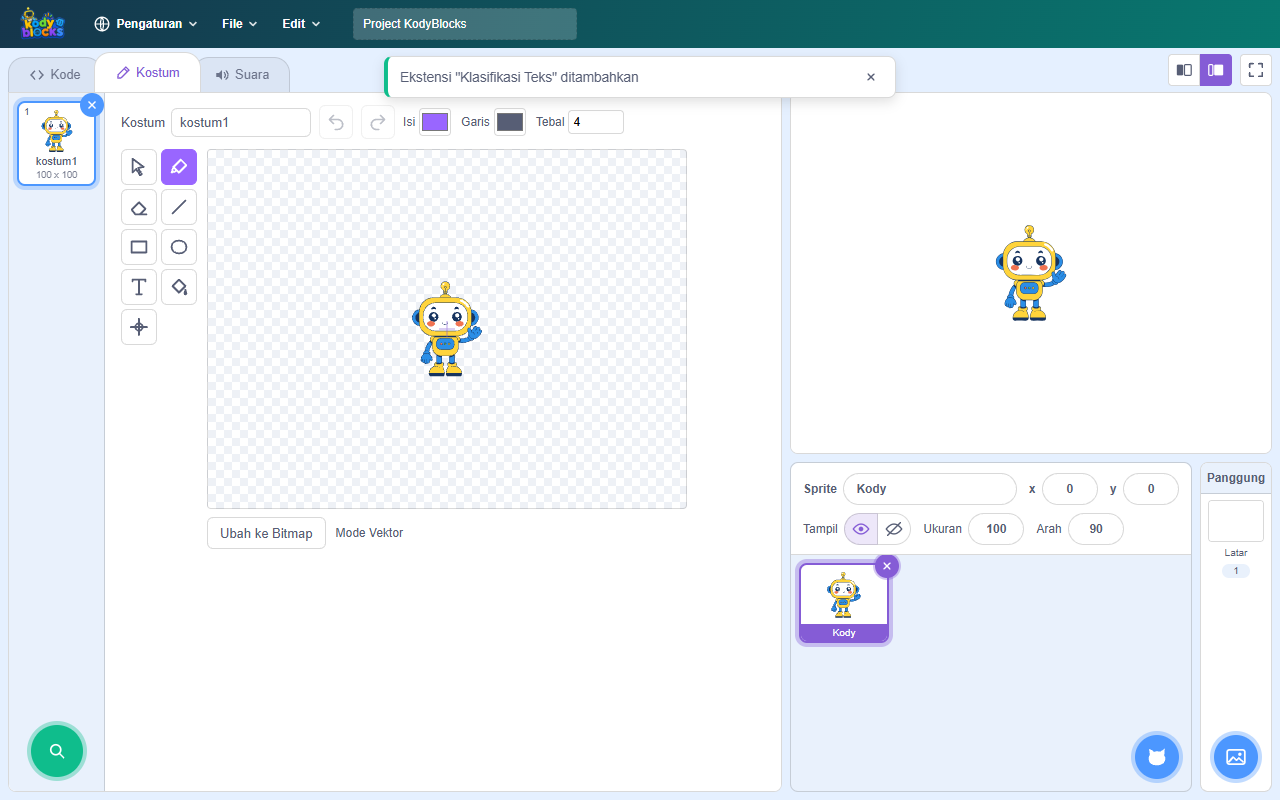 Kody
blocks
Pengaturan
File
Edit
Project KodyBlocks
Kode
Kostum
Suara
Ekstensi "Klasifikasi Teks" ditambahkan
1
kostum1
100 x 100
Kostum
kostum1
Isi
Garis
Tebal
4
Ubah ke Bitmap
Mode Vektor
Sprite
Kody
x
0
y
0
Tampil
Ukuran
100
Arah
90
Kody
Panggung
Latar
1